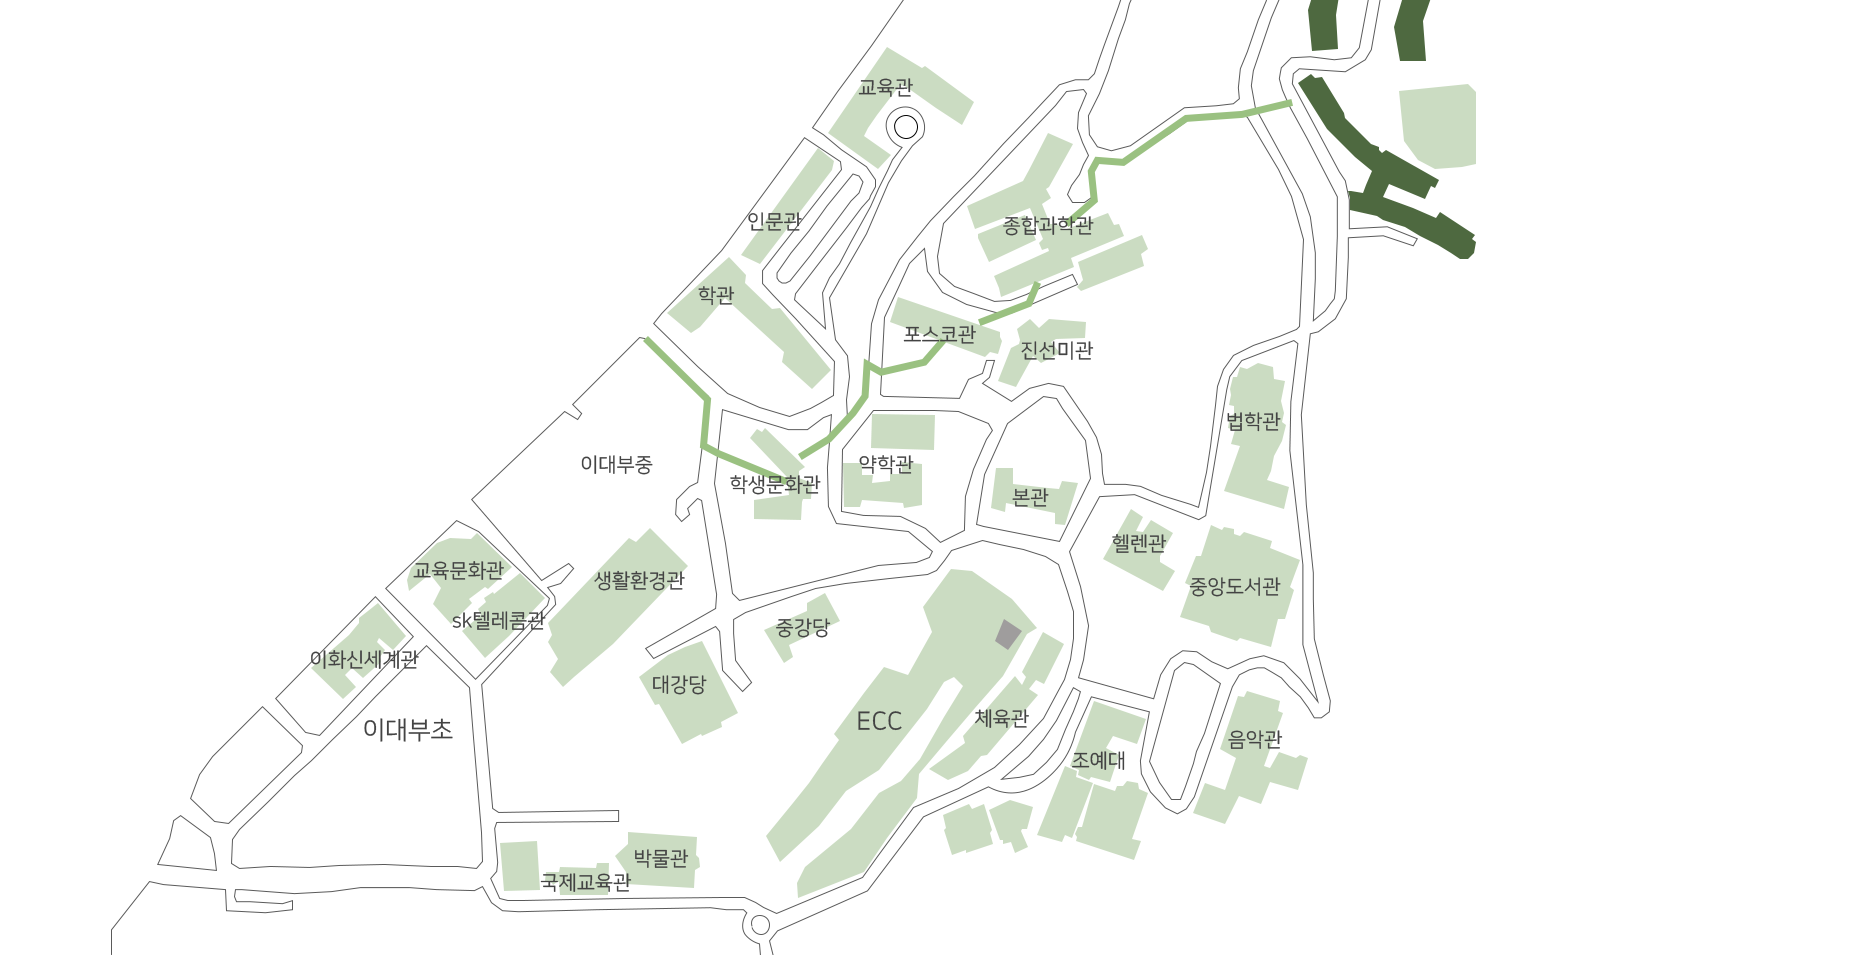 교육관
인문관
종합과학관
학관
포스코관
진선미관
법학관
이대부중
약학관
학생문화관
본관
헬렌관
교육문화관
생활환경관
중앙도서관
sk텔레콤관
중강당
이화신세계관
대강당
체육관
ECC
이대부초
음악관
조예대
박물관
국제교육관